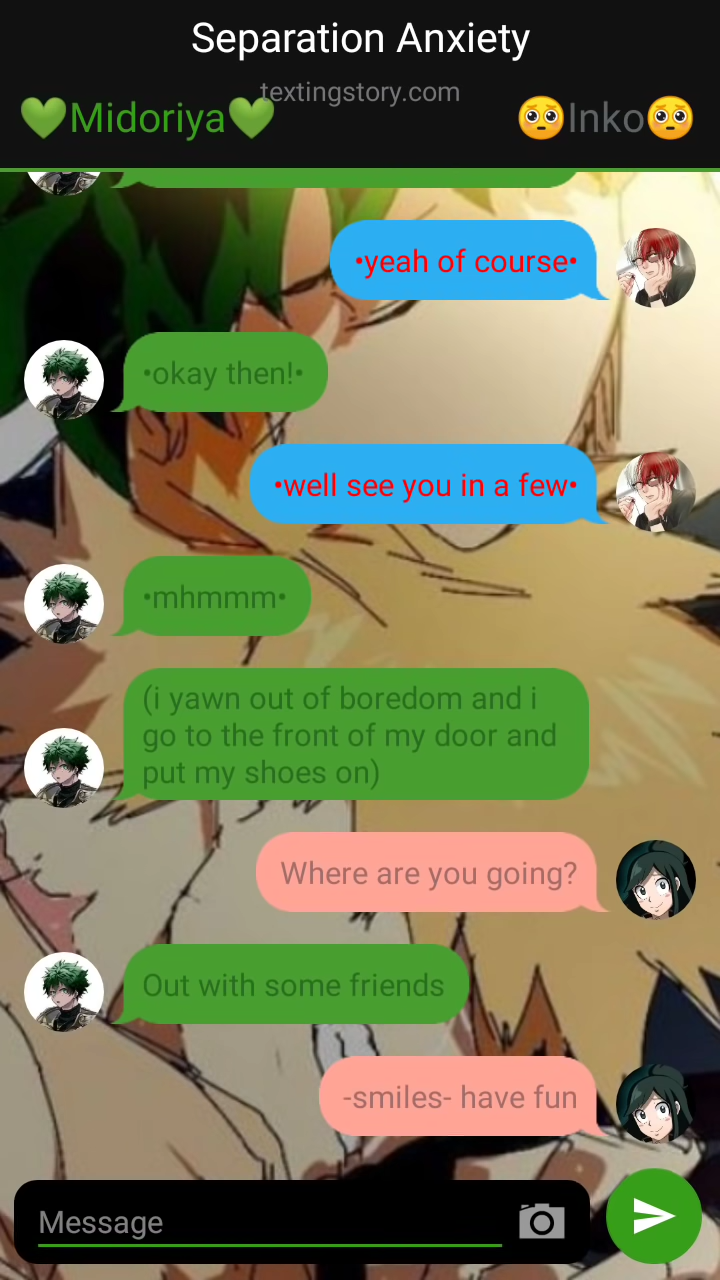 Separation Anxiety
textingstory.com
💚Midoriya💚
🥺Inko🥺
•yeah of course•
•okay then!•
•well see you in a few•
•mhmmm•
(i yawn out of boredom and i
go to the front of my door and
put my shoes on)
Where are you going?
Out with some friends
-smiles- have fun
Message